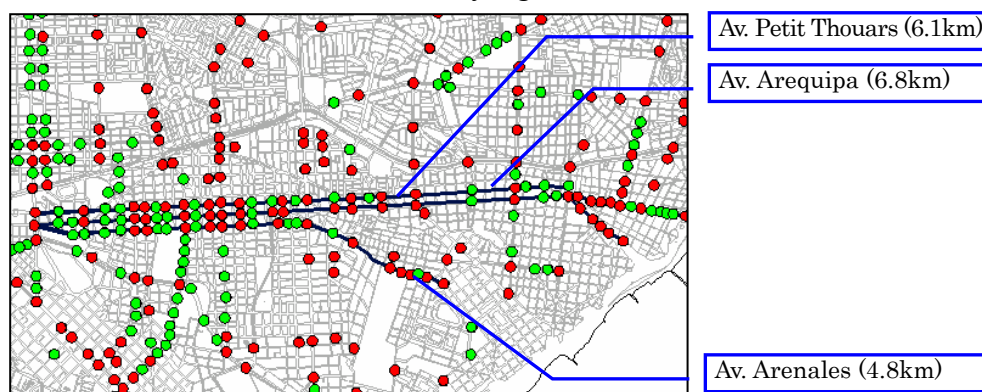 Av. Petit Thouars (6.1km)
Av. Arequipa (6.8km)
Av. Arenales (4.8km)